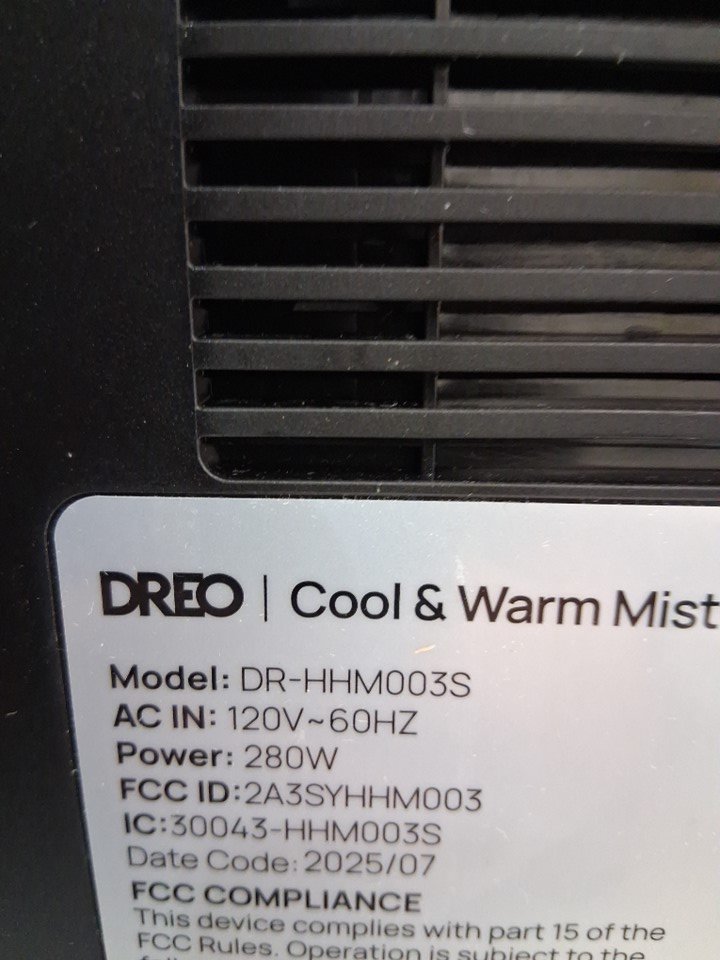 DREO | Cool & Warm Mist
Model: DR-HHM003S
AC IN: 120V~60HZ
Power: 280W
FCC ID:2A3SYHHM003
IC:30043-HHM003S
Date Code: 2025/07
FCC COMPLIANCE
This device complies with part 15 of the
FCC Rules. Operation is subject to the